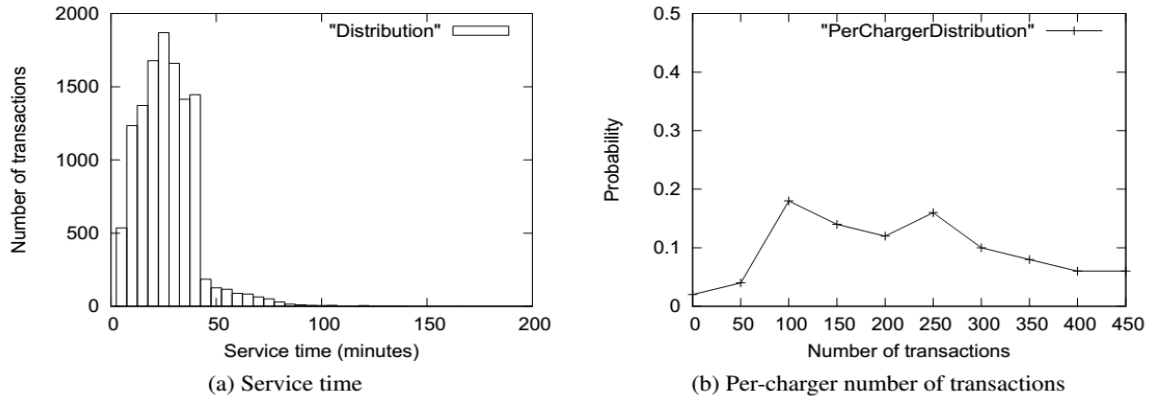 2000
1500
1000
500
0
Number of transactions
"Distribution"
0 50 100 150 200
Service time (minutes)
(a) Service time
0.5
0.4
0.3
0.2
0.1
0
Probability
"PerChargerDistribution"
0 50 100 150 200 250 300 350 400 450
Number of transactions
(b) Per-charger number of transactions